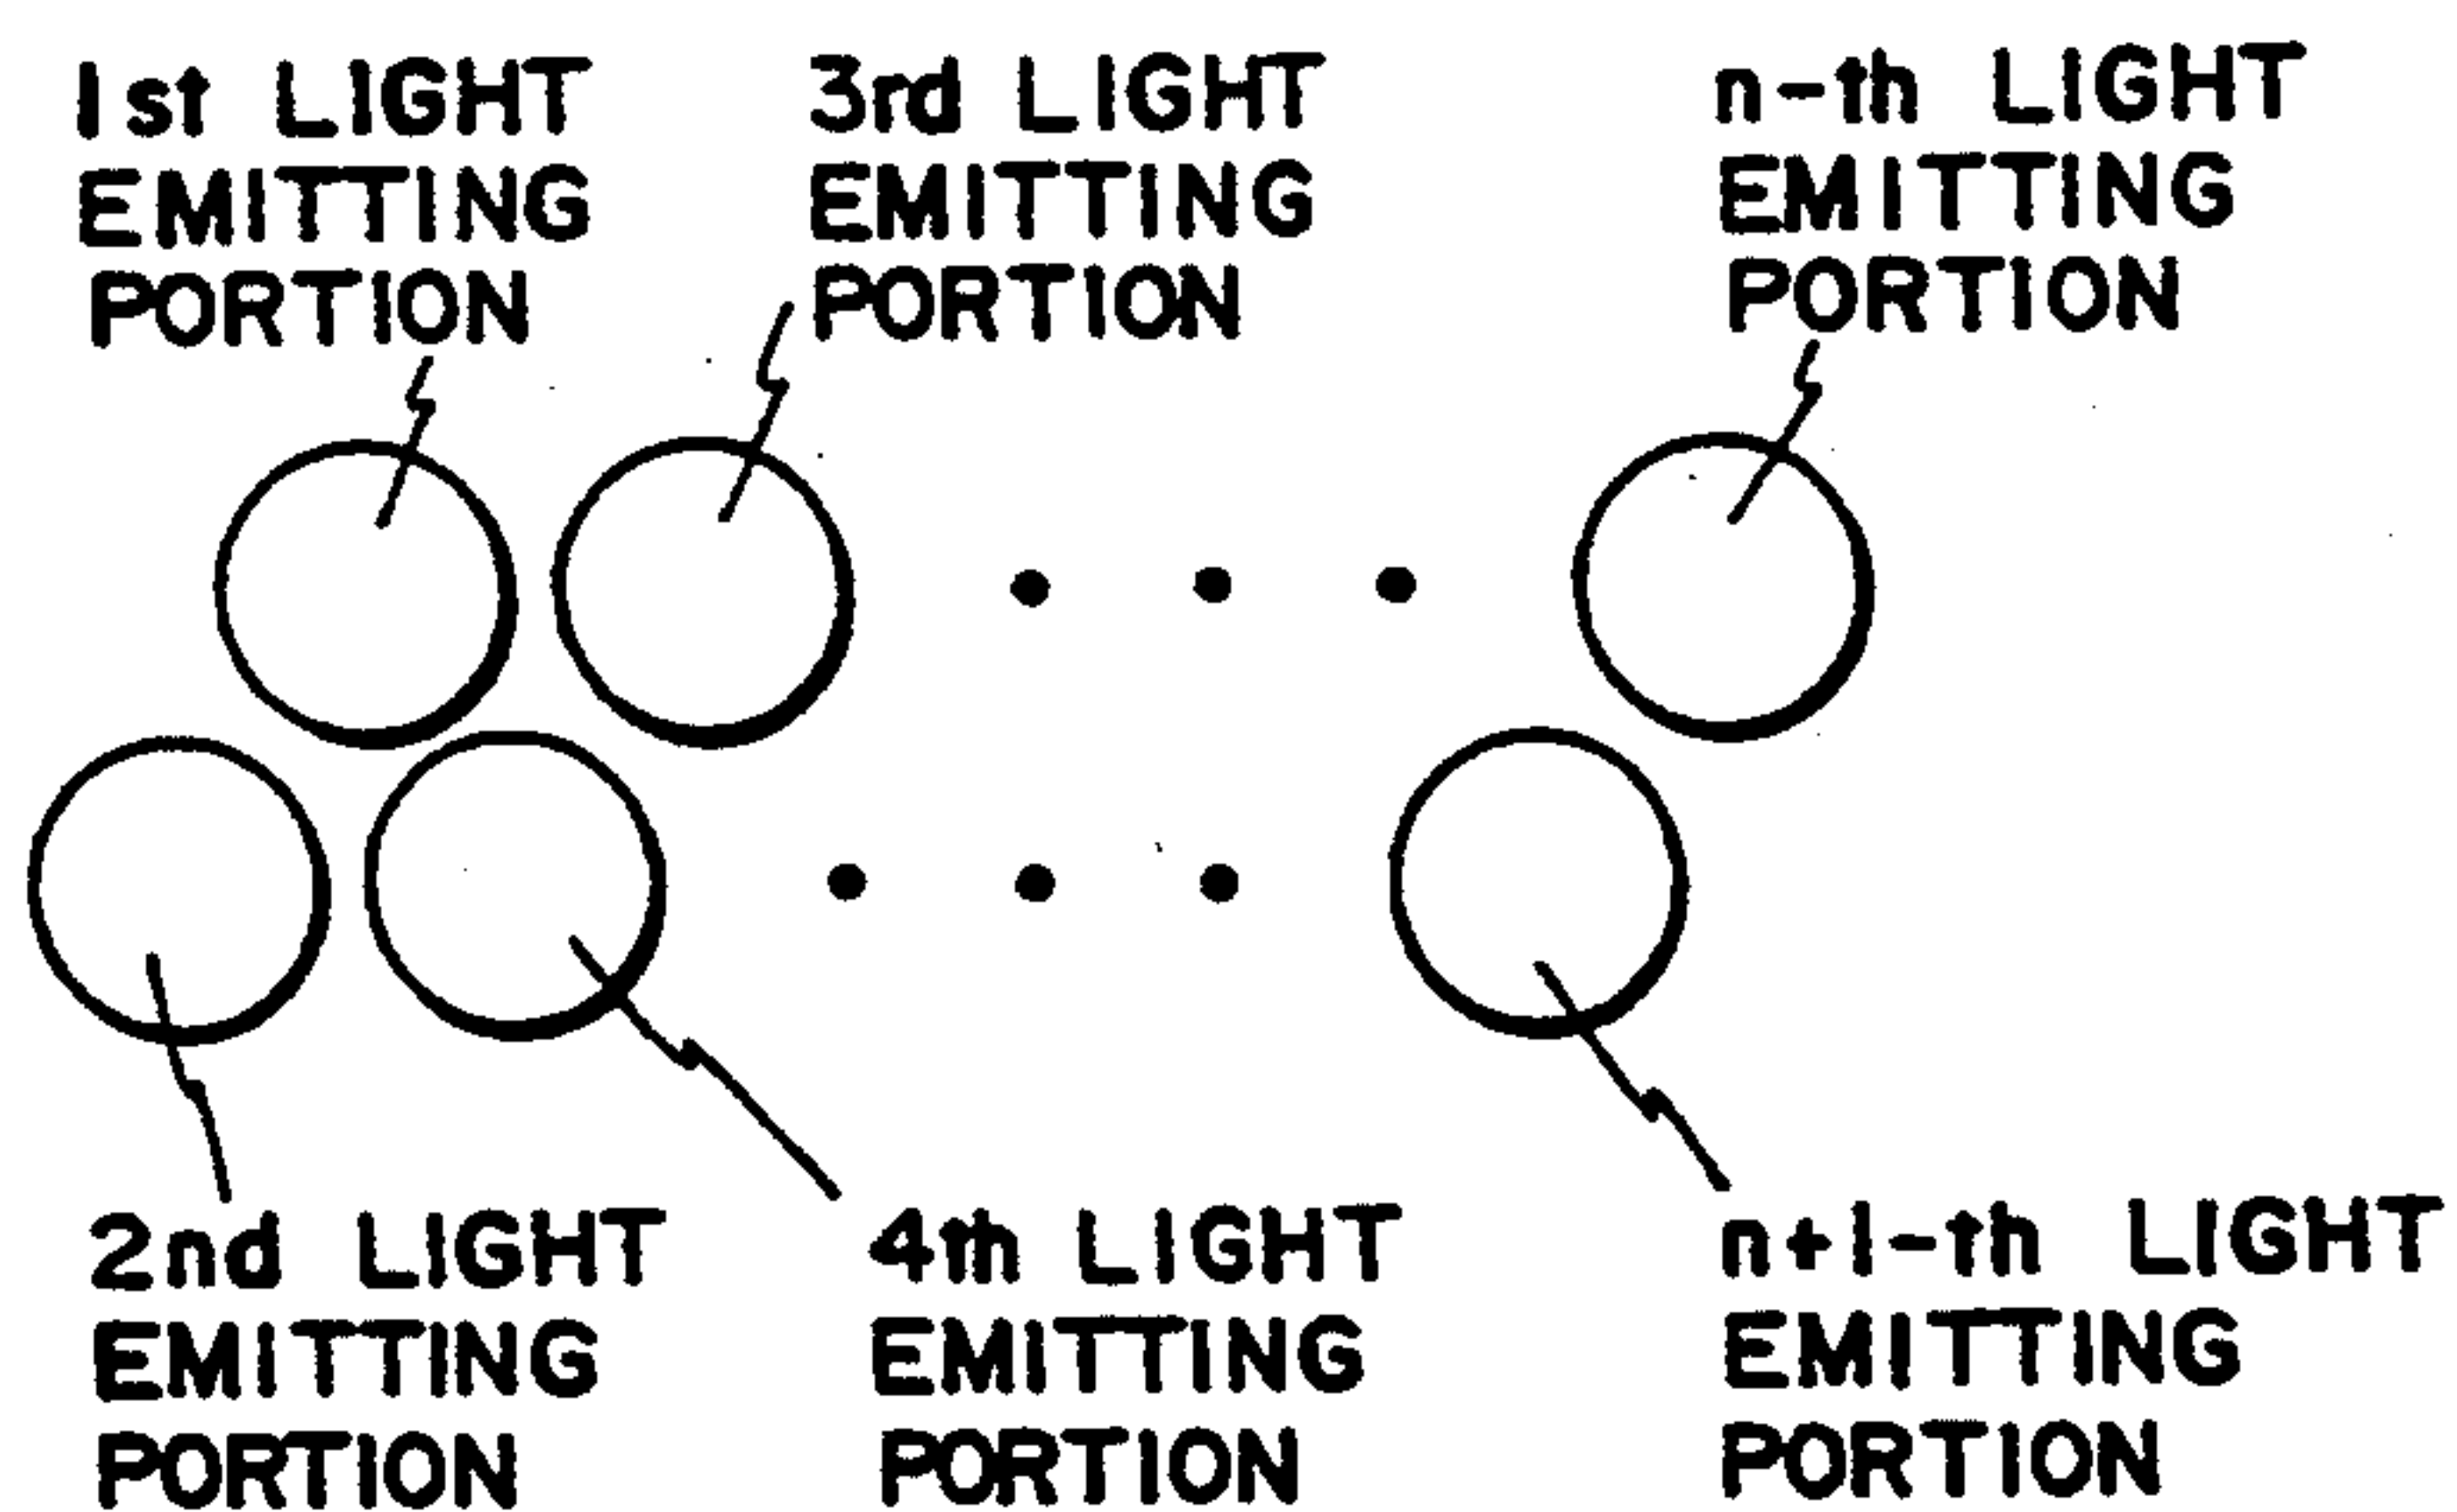 1st LIGHT
EMITTING
PORTION
3rd LIGHT
EMITTING
PORTION
n-th LIGHT
EMITTING
PORTION
2nd LIGHT
EMITTING
PORTION
4th LIGHT
EMITTING
PORTION
n+1-th LIGHT
EMITTING
PORTION